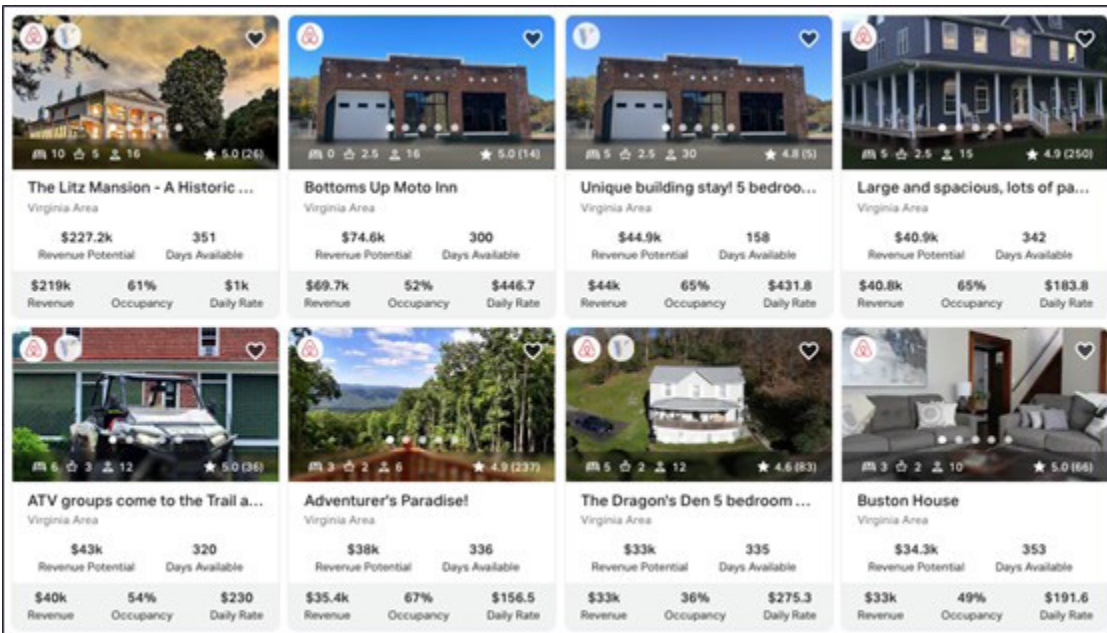 10 5 16 5.0 (26)
The Litz Mansion - A Historic ...
Virginia Area
$227.2k 351
Revenue Potential Days Available
$219k 61% $1k
Revenue Occupancy Daily Rate
0 2.5 16 5.0 (14)
Bottoms Up Moto Inn
Virginia Area
$74.6k 300
Revenue Potential Days Available
$69.7k 52% $446.7
Revenue Occupancy Daily Rate
5 2.5 30 4.8 (5)
Unique building stay! 5 bedroo...
Virginia Area
$44.9k 158
Revenue Potential Days Available
$44k 65% $431.8
Revenue Occupancy Daily Rate
5 2.5 15 4.9 (250)
Large and spacious, lots of pa...
Virginia Area
$40.9k 342
Revenue Potential Days Available
$40.8k 65% $183.8
Revenue Occupancy Daily Rate
6 3 12 5.0 (36)
ATV groups come to the Trail a...
Virginia Area
$43k 320
Revenue Potential Days Available
$40k 54% $230
Revenue Occupancy Daily Rate
3 2 6 4.9 (237)
Adventurer's Paradise!
Virginia Area
$38k 336
Revenue Potential Days Available
$35.4k 67% $156.5
Revenue Occupancy Daily Rate
5 2 12 4.6 (83)
The Dragon's Den 5 bedroom ...
Virginia Area
$33k 335
Revenue Potential Days Available
$33k 36% $275.3
Revenue Occupancy Daily Rate
3 2 10 5.0 (66)
Buston House
Virginia Area
$34.3k 353
Revenue Potential Days Available
$33k 49% $191.6
Revenue Occupancy Daily Rate